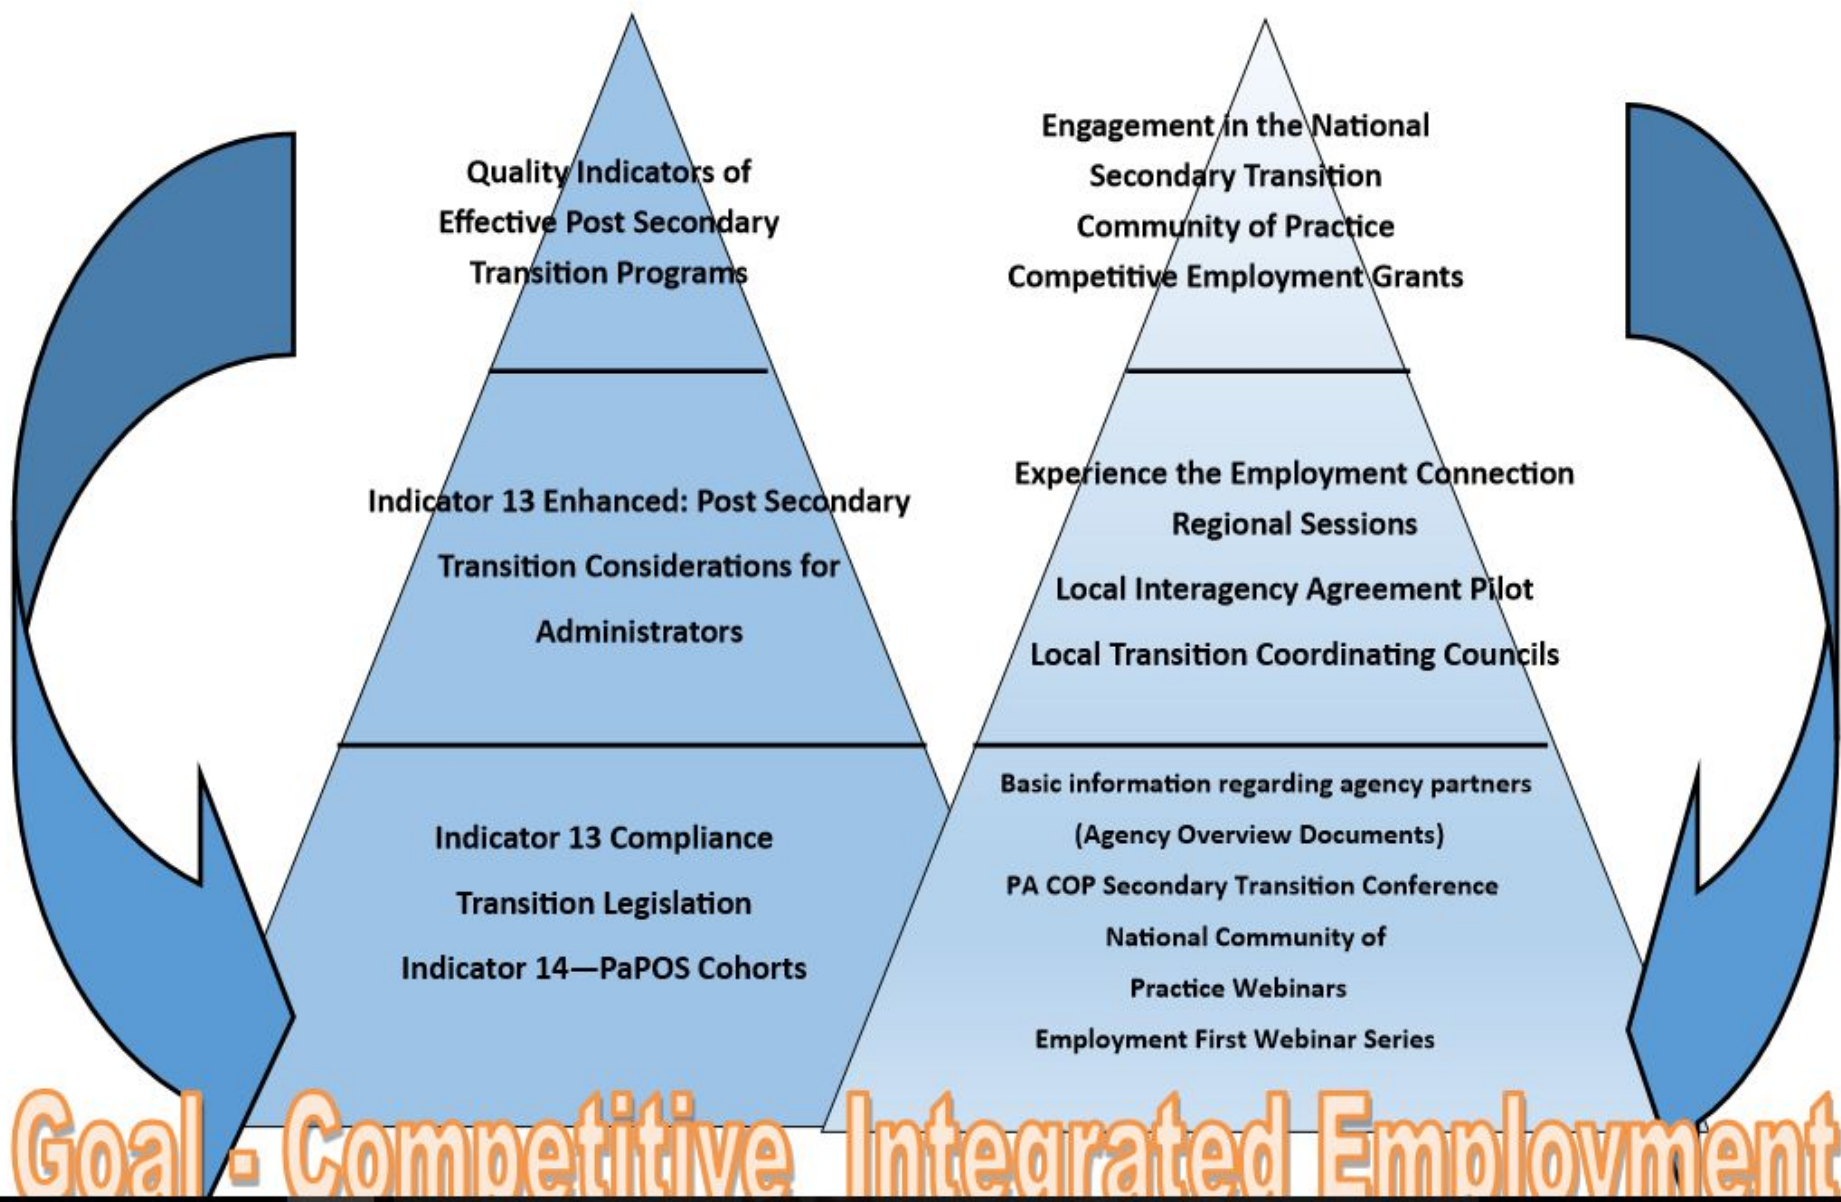 Quality Indicators of
Effective Post Secondary
Transition Programs
Indicator 13 Enhanced: Post Secondary
Transition Considerations for
Administrators
Indicator 13 Compliance
Transition Legislation
Indicator 14—PaPOS Cohorts
Engagement in the National
Secondary Transition
Community of Practice
Competitive Employment Grants
Experience the Employment Connection
Regional Sessions
Local Interagency Agreement Pilot
Local Transition Coordinating Councils
Basic information regarding agency partners
(Agency Overview Documents)
PA COP Secondary Transition Conference
National Community of
Practice Webinars
Employment First Webinar Series
Goal - Competitive Integrated Employment